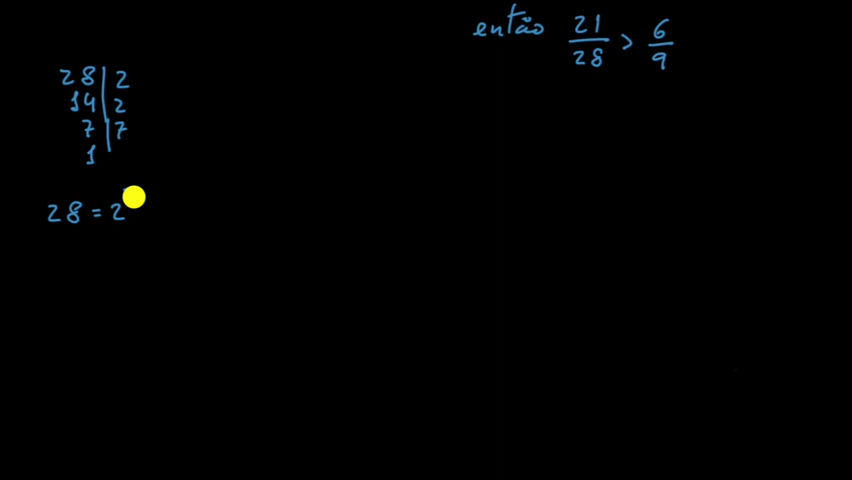 então 21/28 > 6/9
28 | 2
14 | 2
7 | 7
1
28 = 2